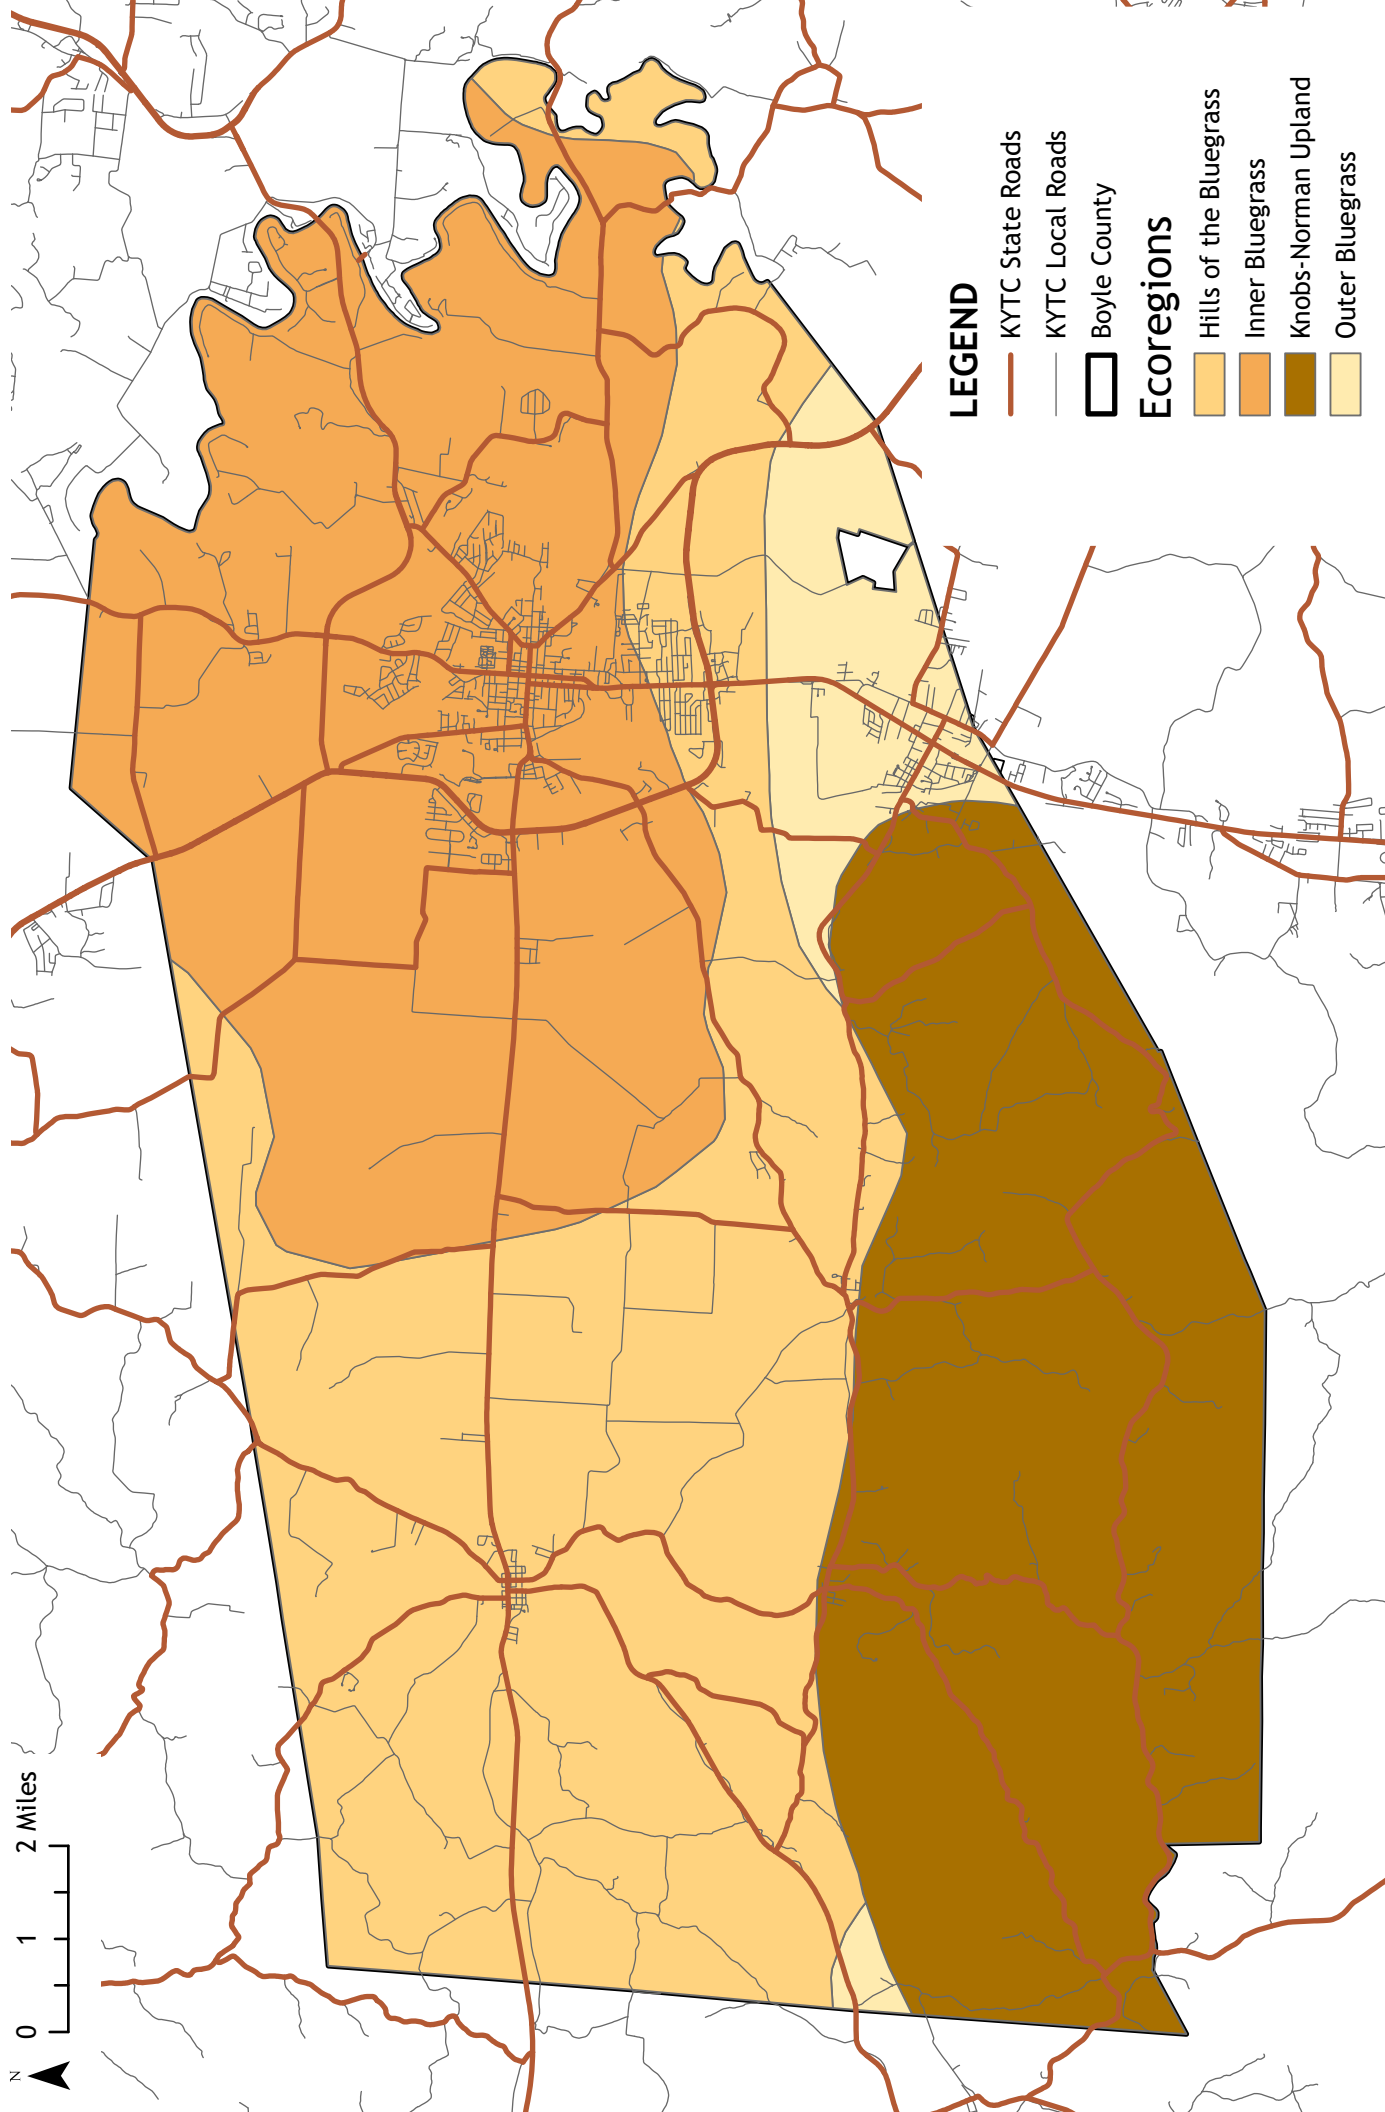 N
0 1 2 Miles
LEGEND
KYTC State Roads
KYTC Local Roads
Boyle County
Ecoregions
Hills of the Bluegrass
Inner Bluegrass
Knobs-Norman Upland
Outer Bluegrass